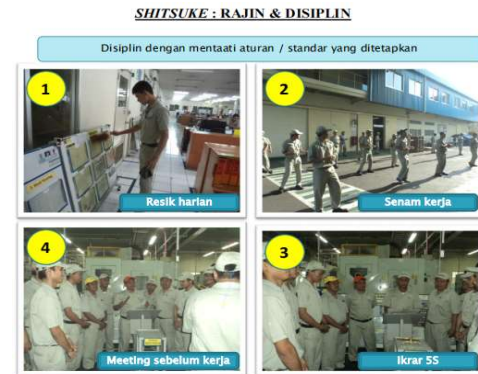 SHITSUKE : RAJIN & DISIPLIN
Disiplin dengan mentaati aturan / standar yang ditetapkan
1
Resik harian
2
Senam kerja
4
Meeting sebelum kerja
3
Ikrar 5S